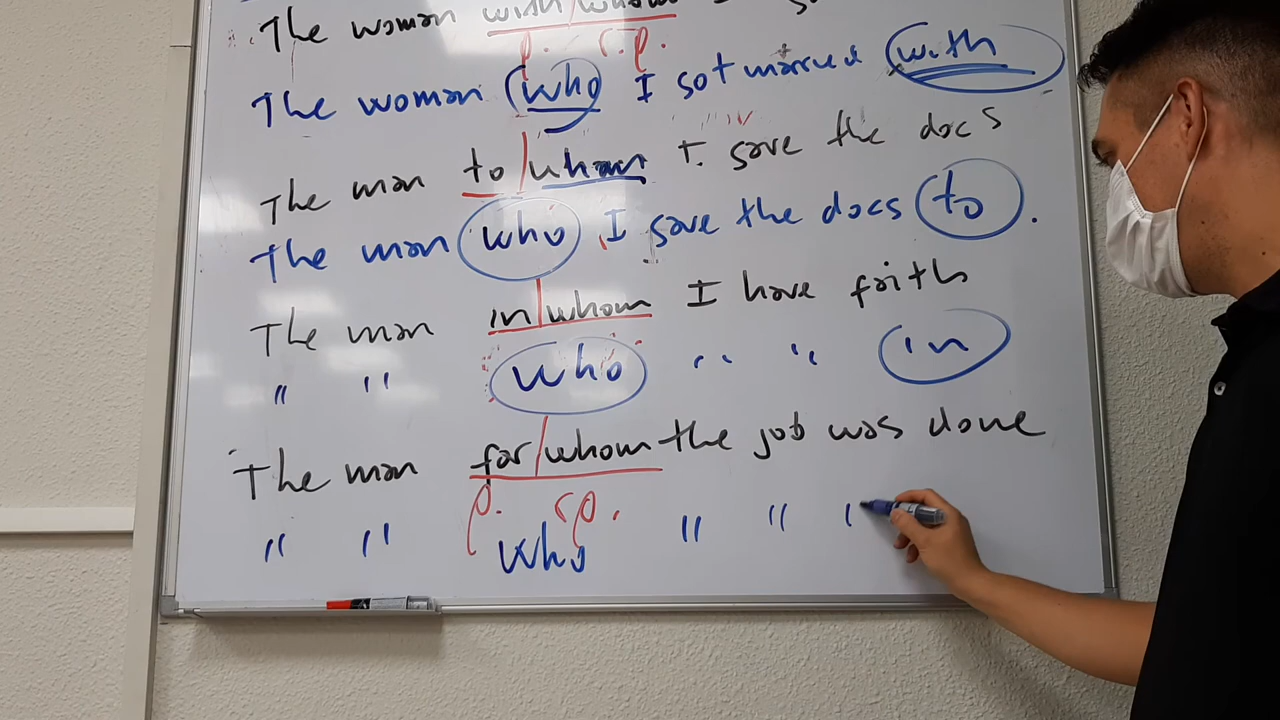 The woman with/whom I
p. r.p.
The woman who I got married with
The man to/whom I gave the docs
The man who I gave the docs to.
The man in/whom I have faith
" " who " " in
The man for/whom the job was done
p. r.p.
" " who " " "